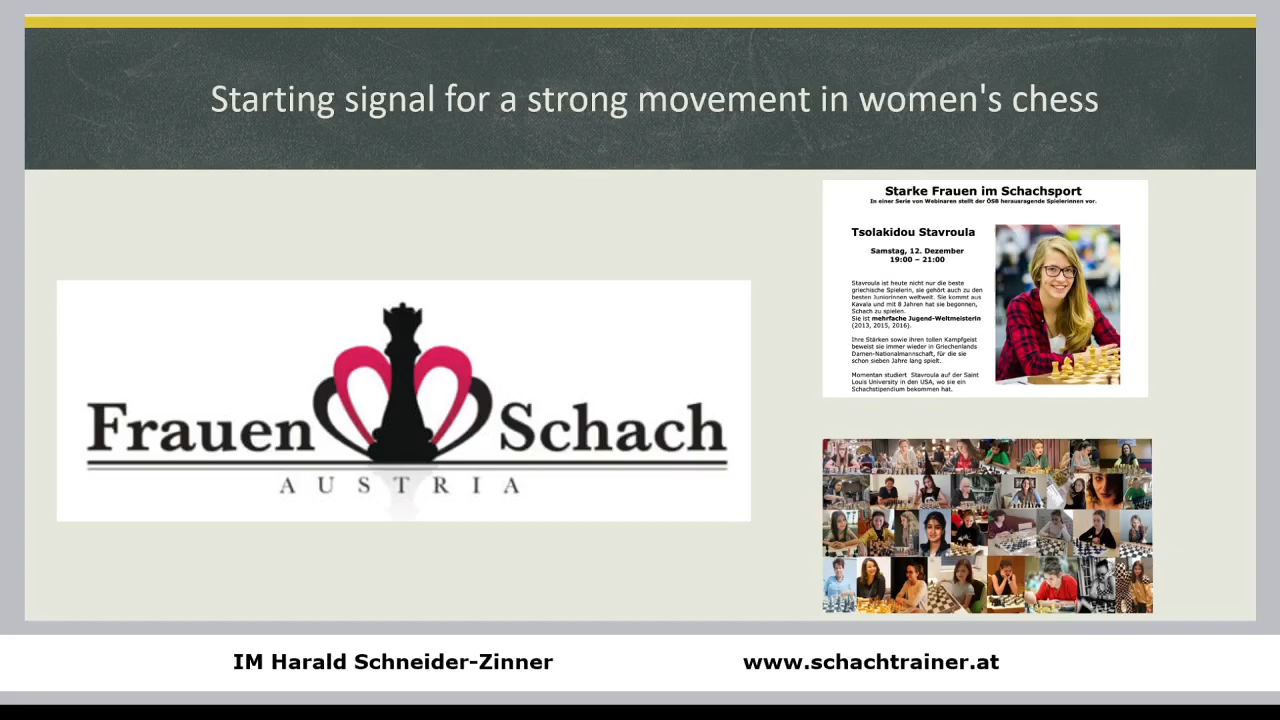 Starting signal for a strong movement in women's chess
Frauen Schach
AUSTRIA
Starke Frauen im Schachsport
In einer Serie von Webinaren stellt der ÖSB herausragende Spielerinnen vor.
Tsolakidou Stavroula
Samstag, 12. Dezember
19:00 – 21:00
Stavroula ist heute nicht nur die beste
griechische Spielerin, sie gehört auch zu den
besten Juniorinnen weltweit. Sie kommt aus
Kavala und mit 8 Jahren hat sie begonnen,
Schach zu spielen.
Sie ist mehrfache Jugend-Weltmeisterin
(2013, 2015, 2016).
Ihre Stärken sowie ihren tollen Kampfgeist
beweist sie immer wieder in Griechenlands
Damen-Nationalmannschaft, für die sie
schon sieben Jahre lang spielt.
Momentan studiert Stavroula auf der Saint
Louis University in den USA, wo sie ein
Schachstipendium bekommen hat.
IM Harald Schneider-Zinner
www.schachtrainer.at